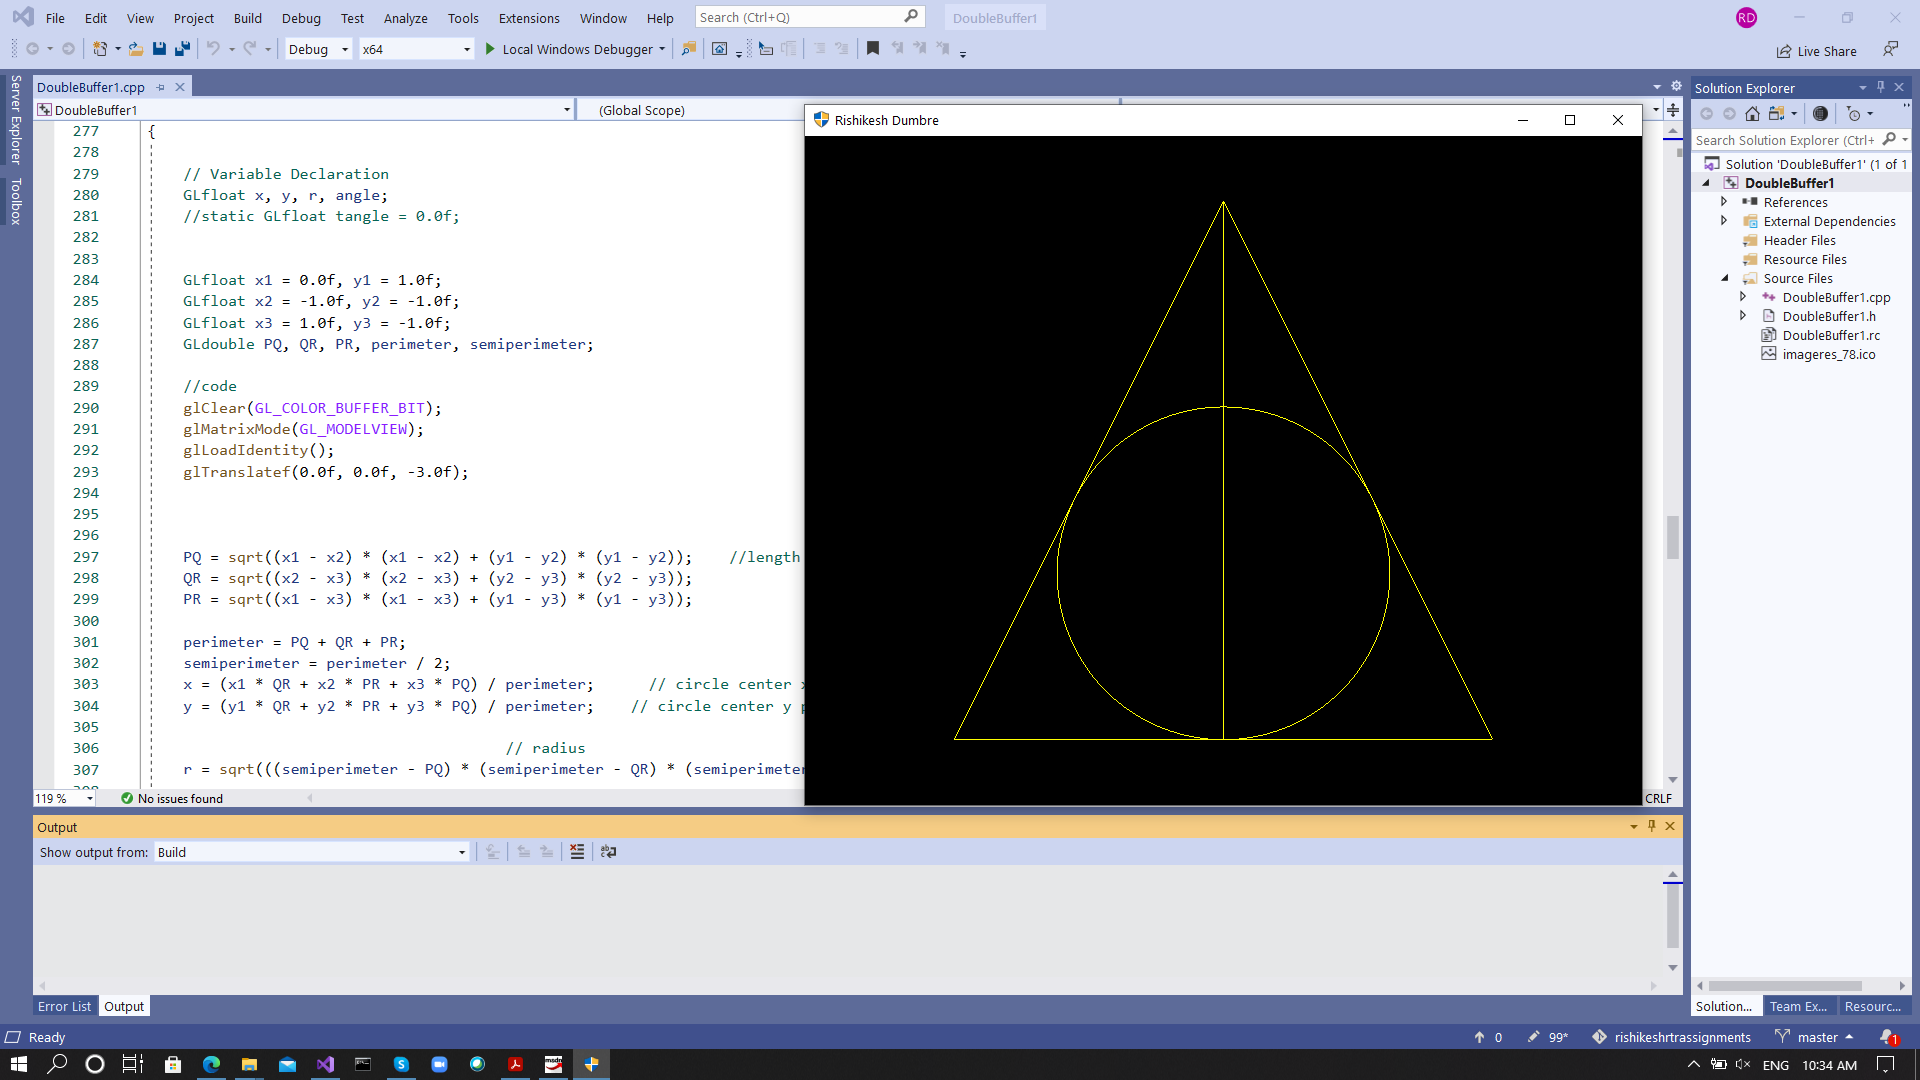 File Edit View Project Build Debug Test Analyze Tools Extensions Window Help Search (Ctrl+Q) DoubleBuffer1 RD
Debug x64 Local Windows Debugger Live Share
Server Explorer
Toolbox
DoubleBuffer1.cpp
DoubleBuffer1 (Global Scope)
277 {
278
279 // Variable Declaration
280 GLfloat x, y, r, angle;
281 //static GLfloat tangle = 0.0f;
282
283
284 GLfloat x1 = 0.0f, y1 = 1.0f;
285 GLfloat x2 = -1.0f, y2 = -1.0f;
286 GLfloat x3 = 1.0f, y3 = -1.0f;
287 GLdouble PQ, QR, PR, perimeter, semiperimeter;
288
289 //code
290 glClear(GL_COLOR_BUFFER_BIT);
291 glMatrixMode(GL_MODELVIEW);
292 glLoadIdentity();
293 glTranslatef(0.0f, 0.0f, -3.0f);
294
295
296
297 PQ = sqrt((x1 - x2) * (x1 - x2) + (y1 - y2) * (y1 - y2)); //length
298 QR = sqrt((x2 - x3) * (x2 - x3) + (y2 - y3) * (y2 - y3));
299 PR = sqrt((x1 - x3) * (x1 - x3) + (y1 - y3) * (y1 - y3));
300
301 perimeter = PQ + QR + PR;
302 semiperimeter = perimeter / 2;
303 x = (x1 * QR + x2 * PR + x3 * PQ) / perimeter; // circle center x
304 y = (y1 * QR + y2 * PR + y3 * PQ) / perimeter; // circle center y p
305
306 // radius
307 r = sqrt(((semiperimeter - PQ) * (semiperimeter - QR) * (semiperimeter
119 % No issues found CRLF
Rishikesh Dumbre
Solution Explorer
Search Solution Explorer (Ctrl+
Solution 'DoubleBuffer1' (1 of 1
DoubleBuffer1
References
External Dependencies
Header Files
Resource Files
Source Files
DoubleBuffer1.cpp
DoubleBuffer1.h
DoubleBuffer1.rc
imageres_78.ico
Output
Show output from: Build
Error List Output
Solution... Team Ex... Resourc...
Ready 0 99* rishikeshrtrassignments master 1
ENG 10:34 AM